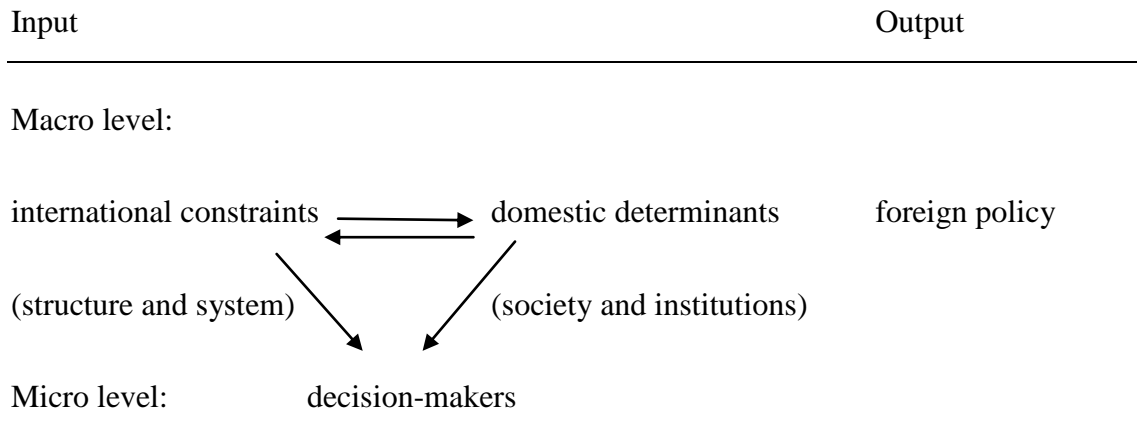 Input Output
Macro level:
international constraints domestic determinants foreign policy
(structure and system) (society and institutions)
Micro level: decision-makers